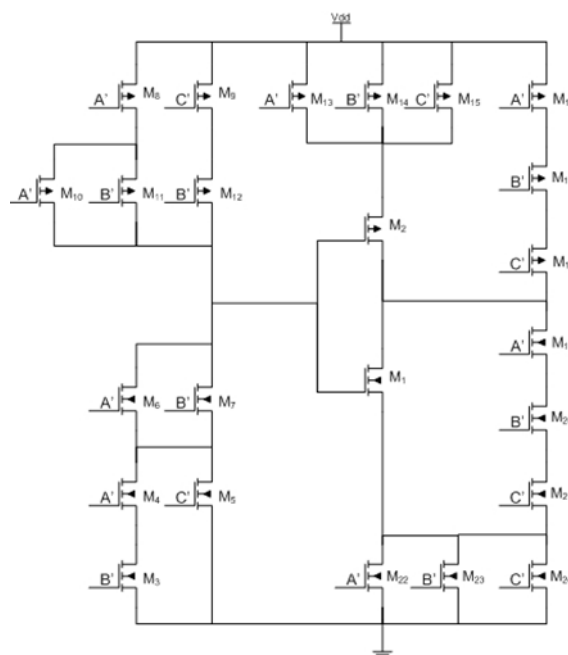 Vdd
A' M₈ C' M₉ A' M₁₃ B' M₁₄ C' M₁₅ A' M₁
A' M₁₀ B' M₁₁ B' M₁₂ B' M₁
M₂
C' M₁
A' M₁
M₁
A' M₆ B' M₇ B' M₂
A' M₄ C' M₅ C' M₂
B' M₃ A' M₂₂ B' M₂₃ C' M₂